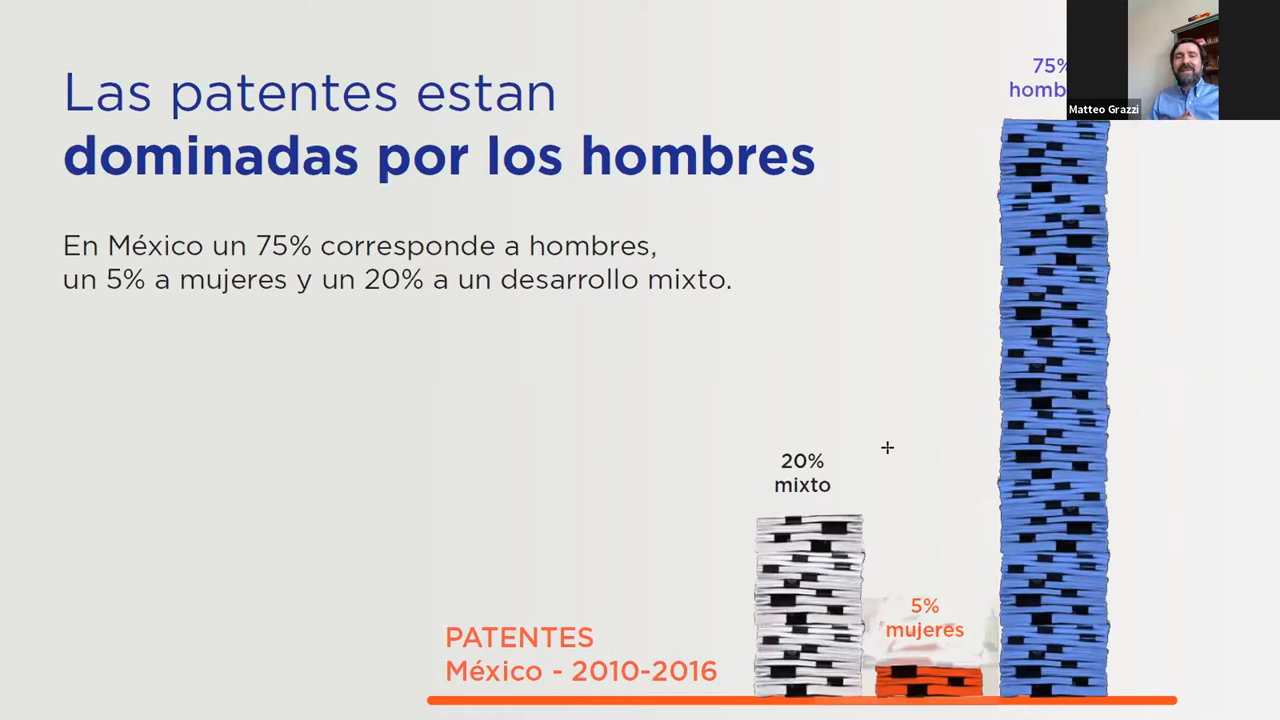 Las patentes estan
dominadas por los hombres
En México un 75% corresponde a hombres,
un 5% a mujeres y un 20% a un desarrollo mixto.
75%
Matteo Grazzi
20%
mixto
5%
mujeres
PATENTES
México - 2010-2016